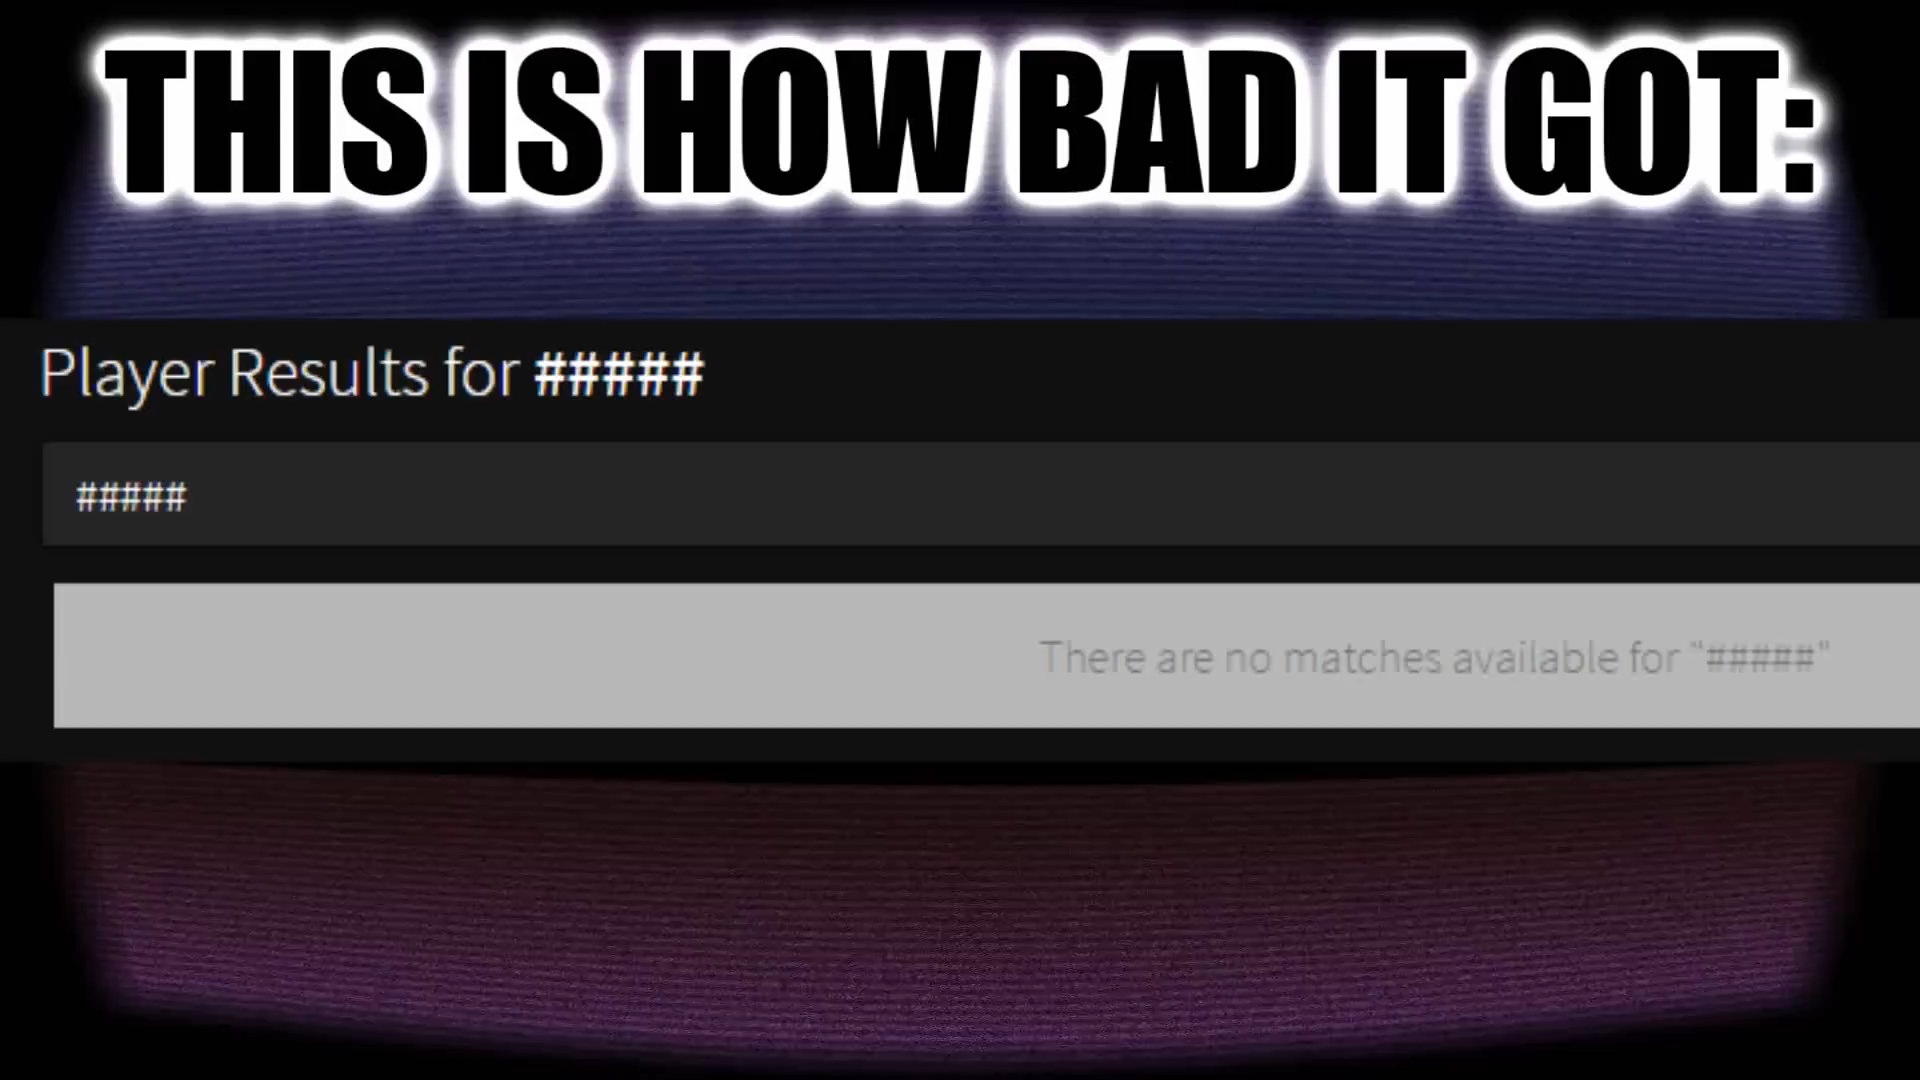 THIS IS HOW BAD IT GOT:
Player Results for #####
#####
There are no matches available for "#####"